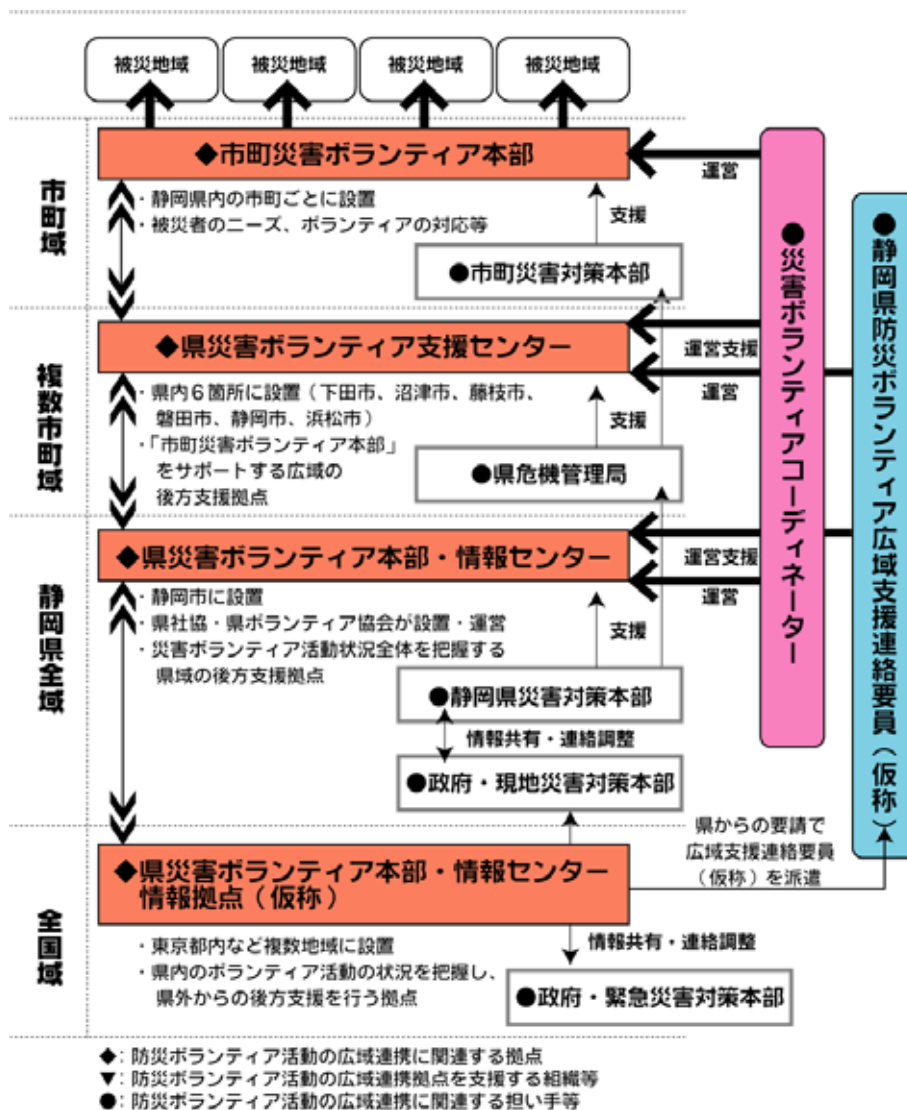 被災地域
被災地域
被災地域
被災地域
市町域
◆市町災害ボランティア本部
・静岡県内の市町ごとに設置
・被災者のニーズ、ボランティアの対応等
支援
●市町災害対策本部
運営
複数市町域
◆県災害ボランティア支援センター
・県内６箇所に設置（下田市、沼津市、藤枝市、
磐田市、静岡市、浜松市）
・「市町災害ボランティア本部」
をサポートする広域の
後方支援拠点
支援
●県危機管理局
運営支援
運営
静岡県全域
◆県災害ボランティア本部・情報センター
・静岡市に設置
・県社協・県ボランティア協会が設置・運営
・災害ボランティア活動状況全体を把握する
県域の後方支援拠点
支援
運営支援
運営
●静岡県災害対策本部
情報共有・連絡調整
●政府・現地災害対策本部
●災害ボランティアコーディネーター
●静岡県防災ボランティア広域支援連絡要員（仮称）
県からの要請で
広域支援連絡要員
（仮称）を派遣
全国域
◆県災害ボランティア本部・情報センター
情報拠点（仮称）
・東京都内など複数地域に設置
・県内のボランティア活動の状況を把握し、
県外からの後方支援を行う拠点
情報共有・連絡調整
●政府・緊急災害対策本部
◆：防災ボランティア活動の広域連携に関連する拠点
▼：防災ボランティア活動の広域連携拠点を支援する組織等
●：防災ボランティア活動の広域連携に関連する担い手等